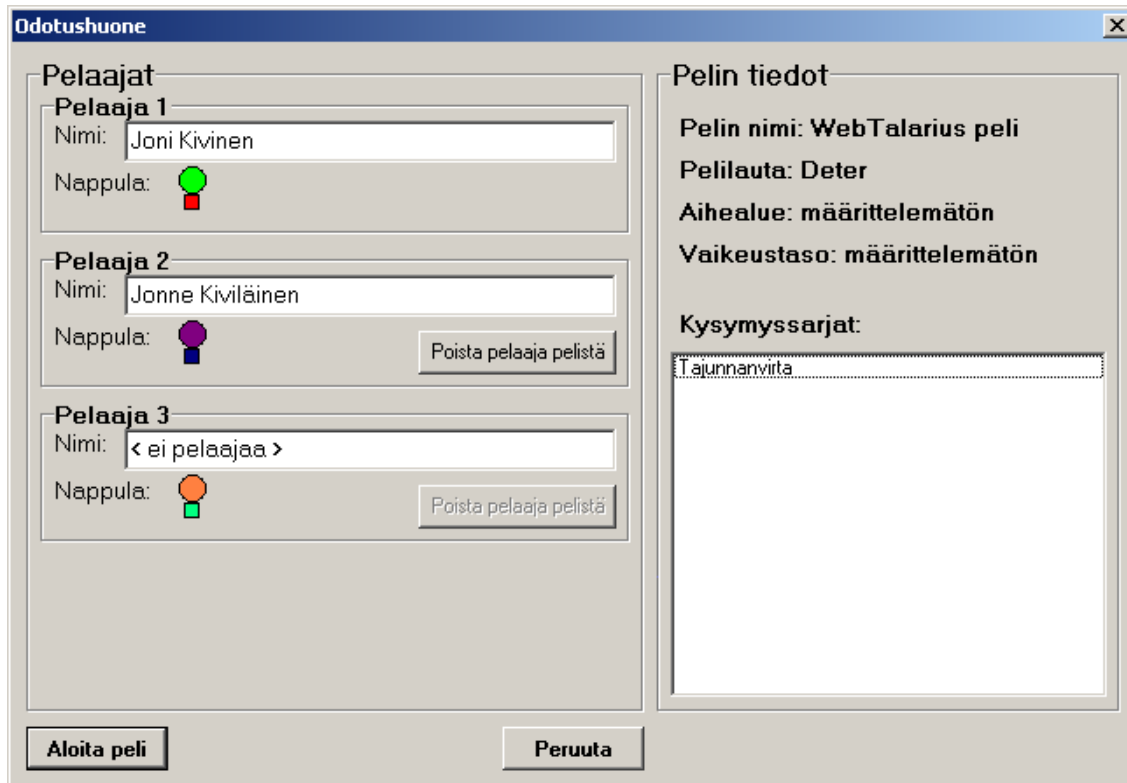 Odotushuone
Pelaajat
Pelaaja 1
Nimi: Joni Kivinen
Nappula:
Pelaaja 2
Nimi: Jonne Kiviläinen
Nappula:
Poista pelaaja pelistä
Pelaaja 3
Nimi: < ei pelaajaa >
Nappula:
Poista pelaaja pelistä
Pelin tiedot
Pelin nimi: WebTalarius peli
Pelilauta: Deter
Aihealue: määrittelemätön
Vaikeustaso: määrittelemätön
Kysymyssarjat:
Tajunnanvirta
Aloita peli
Peruuta